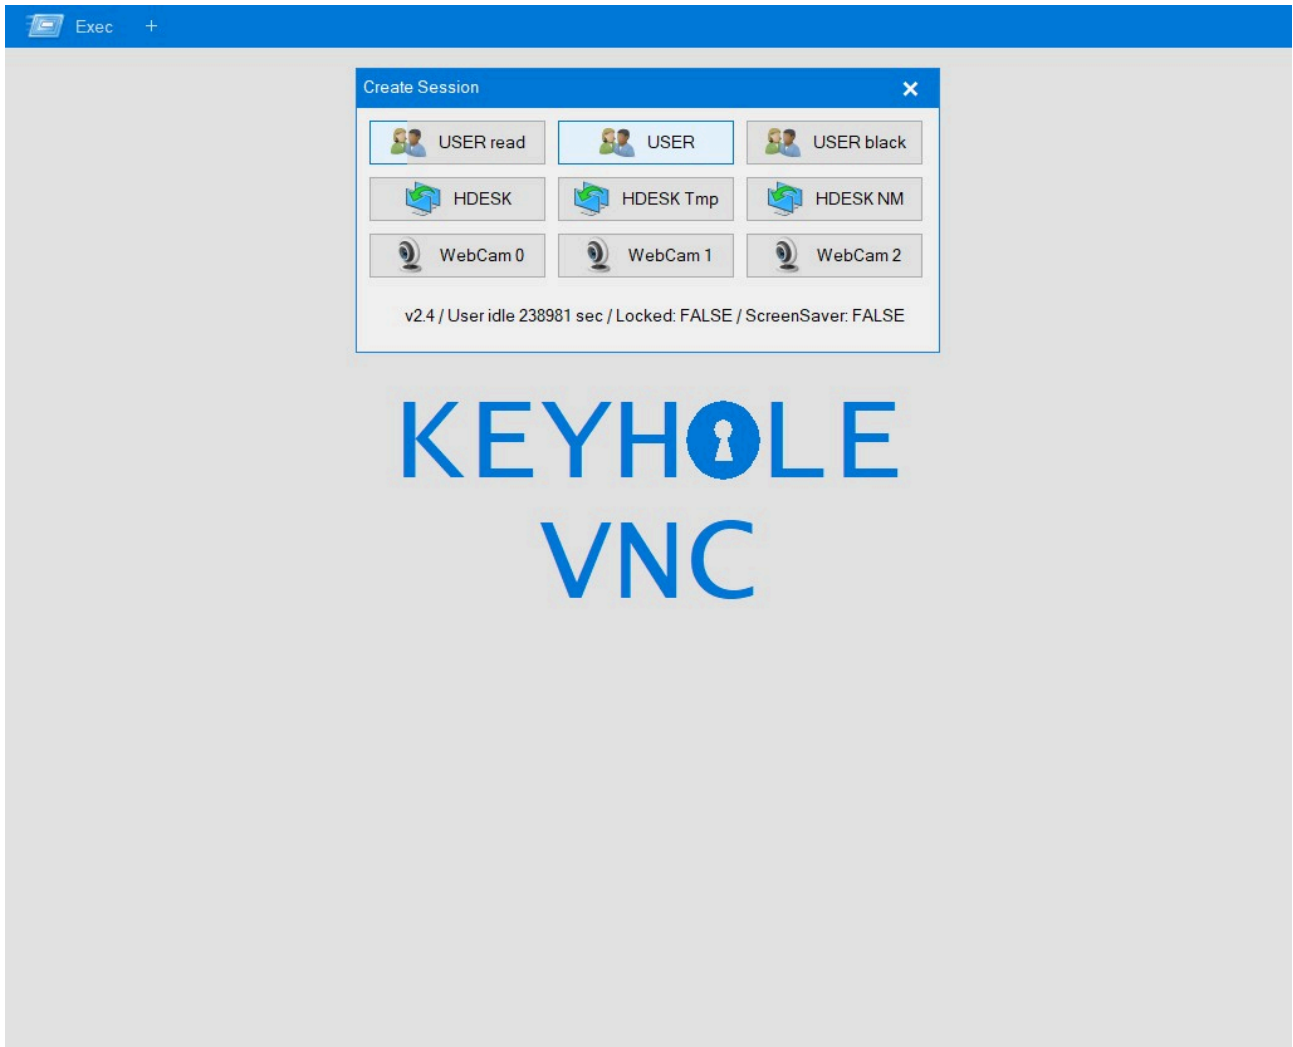 Exec +
Create Session
USER read USER USER black
HDESK HDESK Tmp HDESK NM
WebCam 0 WebCam 1 WebCam 2
v2.4 / User idle 238981 sec / Locked: FALSE / ScreenSaver: FALSE
KEYHOLE
VNC